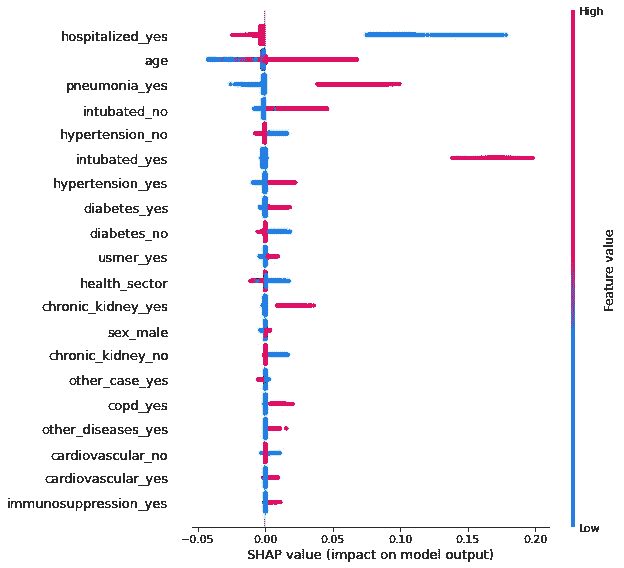 High
hospitalized_yes
age
pneumonia_yes
intubated_no
hypertension_no
intubated_yes
hypertension_yes
diabetes_yes
diabetes_no
usmer_yes
health_sector
chronic_kidney_yes
sex_male
chronic_kidney_no
other_case_yes
copd_yes
other_diseases_yes
cardiovascular_no
cardiovascular_yes
immunosuppression_yes
Feature value
Low
−0.05 0.00 0.05 0.10 0.15 0.20
SHAP value (impact on model output)